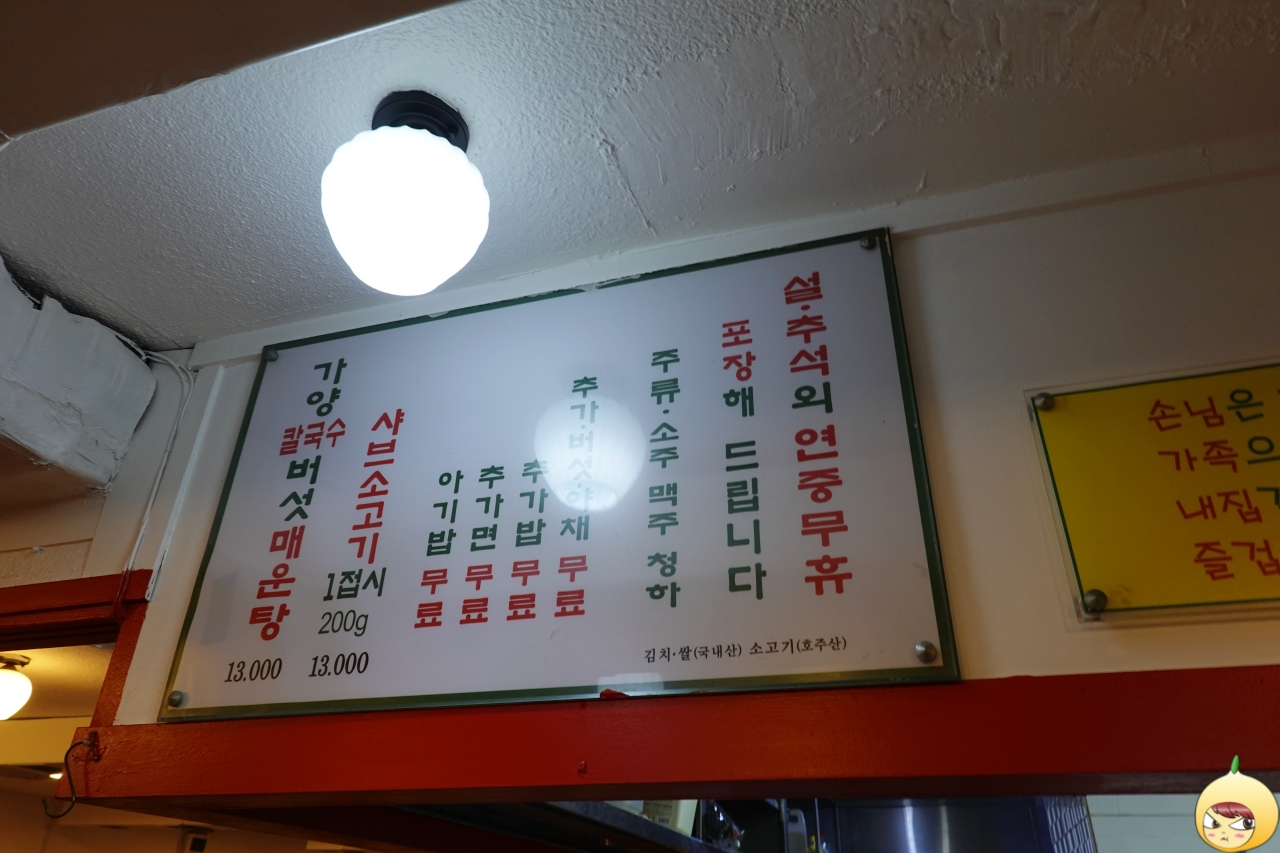 가양
칼국수
버섯매운탕
13.000
샤브소고기
1접시
200g
13.000
아기밥 무료
추가면 무료
추가밥 무료
추가·버섯야채 무료
주류·소주 맥주 청하
포장해 드립니다
설·추석외 연중무휴
김치·쌀(국내산) 소고기(호주산)
손님은
가족의
내집
즐겁